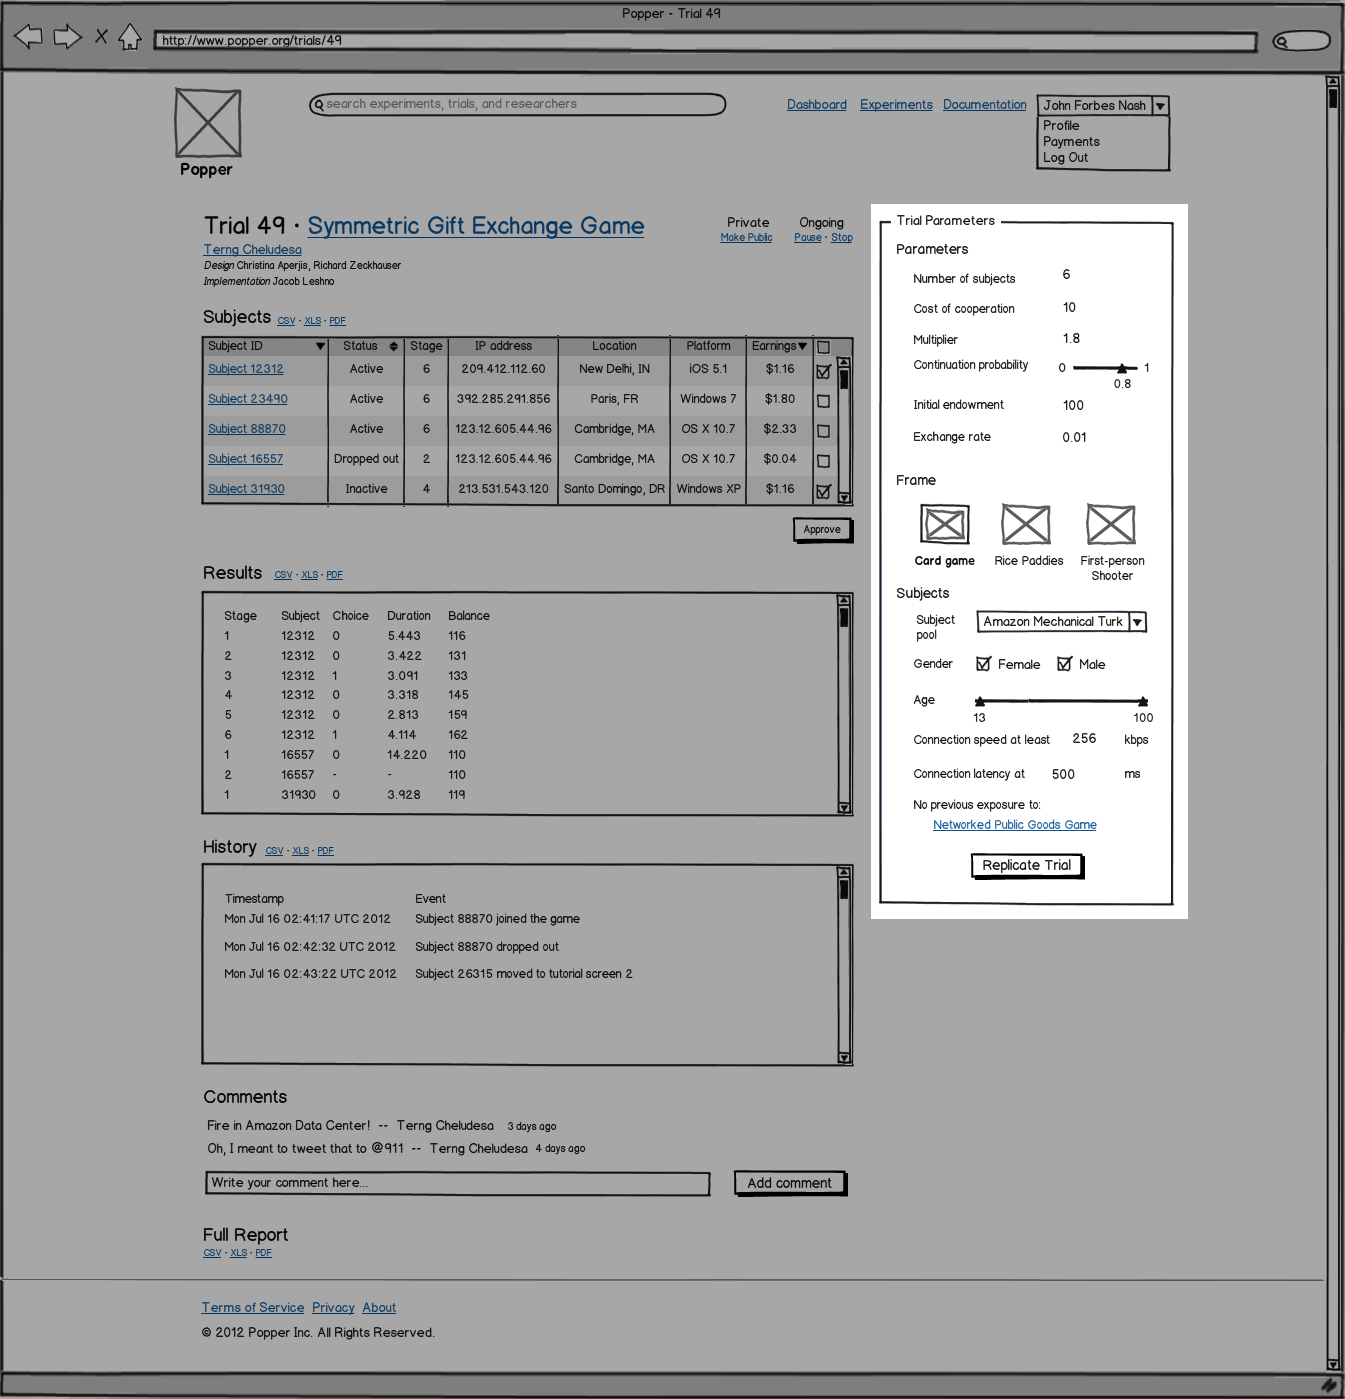 Popper - Trial 49
http://www.popper.org/trials/49
search experiments, trials, and researchers
Dashboard Experiments Documentation John Forbes Nash
Profile
Payments
Log Out
Popper
Trial 49 · Symmetric Gift Exchange Game
Terng Cheludesa
Design Christina Aperjis, Richard Zeckhauser
Implementation Jacob Leshno
Private Ongoing
Make Public Pause · Stop
Subjects CSV · XLS · PDF
Subject ID Status Stage IP address Location Platform Earnings
Subject 12312 Active 6 209.412.112.60 New Delhi, IN iOS 5.1 $1.16
Subject 23490 Active 6 392.285.291.856 Paris, FR Windows 7 $1.80
Subject 88870 Active 6 123.12.605.44.96 Cambridge, MA OS X 10.7 $2.33
Subject 16557 Dropped out 2 123.12.605.44.96 Cambridge, MA OS X 10.7 $0.04
Subject 31930 Inactive 4 213.531.543.120 Santo Domingo, DR Windows XP $1.16
Approve
Results CSV · XLS · PDF
Stage Subject Choice Duration Balance
1 12312 0 5.443 116
2 12312 0 3.422 131
3 12312 1 3.091 133
4 12312 0 3.318 145
5 12312 0 2.813 159
6 12312 1 4.114 162
1 16557 0 14.220 110
2 16557 - - 110
1 31930 0 3.928 119
History CSV · XLS · PDF
Timestamp Event
Mon Jul 16 02:41:17 UTC 2012 Subject 88870 joined the game
Mon Jul 16 02:42:32 UTC 2012 Subject 88870 dropped out
Mon Jul 16 02:43:22 UTC 2012 Subject 26315 moved to tutorial screen 2
Comments
Fire in Amazon Data Center! -- Terng Cheludesa 3 days ago
Oh, I meant to tweet that to @911 -- Terng Cheludesa 4 days ago
Write your comment here...
Add comment
Full Report
CSV · XLS · PDF
Trial Parameters
Parameters
Number of subjects 6
Cost of cooperation 10
Multiplier 1.8
Continuation probability 0 1
0.8
Initial endowment 100
Exchange rate 0.01
Frame
Card game Rice Paddies First-person
Shooter
Subjects
Subject Amazon Mechanical Turk
pool
Gender Female Male
Age
13 100
Connection speed at least 256 kbps
Connection latency at 500 ms
No previous exposure to:
Networked Public Goods Game
Replicate Trial
Terms of Service Privacy About
© 2012 Popper Inc. All Rights Reserved.